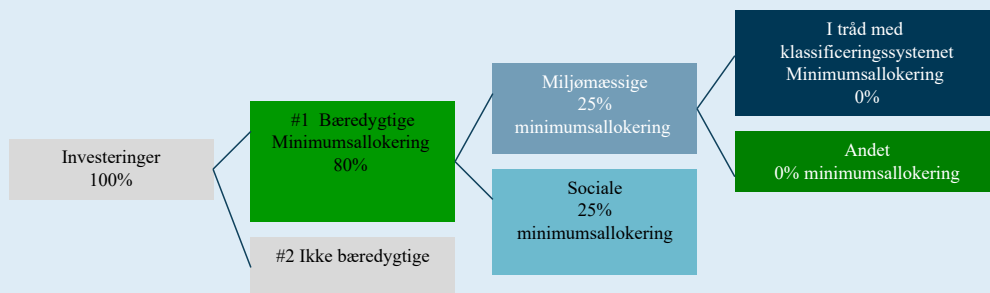 Investeringer
100%
#1 Bæredygtige
Minimumsallokering
80%
#2 Ikke bæredygtige
Miljømæssige
25%
minimumsallokering
Sociale
25%
minimumsallokering
I tråd med
klassificeringssystemet
Minimumsallokering
0%
Andet
0% minimumsallokering